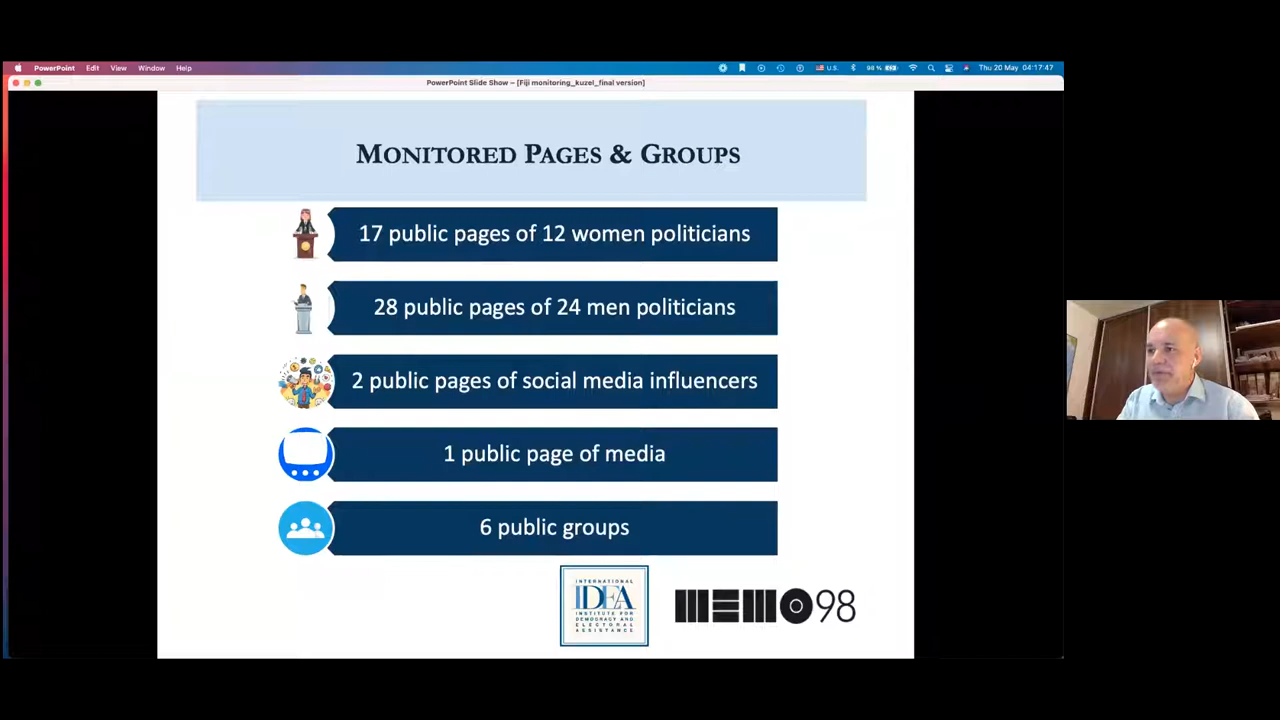 PowerPoint Edit View Window Help U.S. 98 % Thu 20 May 04:17:47
PowerPoint Slide Show – [Fiji monitoring_kuzel_final version]
MONITORED PAGES & GROUPS
17 public pages of 12 women politicians
28 public pages of 24 men politicians
2 public pages of social media influencers
1 public page of media
6 public groups
INTERNATIONAL
IDEA
INSTITUTE FOR
DEMOCRACY AND
ELECTORAL
ASSISTANCE
MEMO98